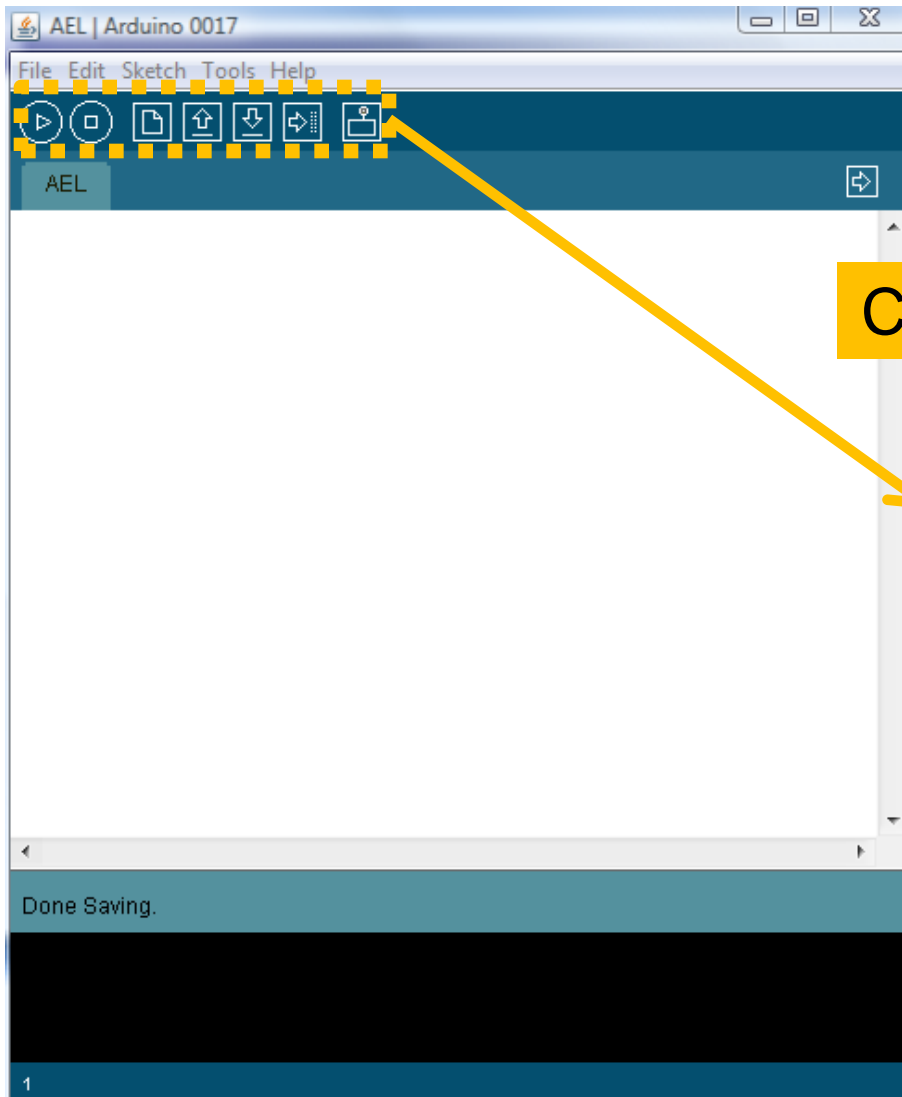 AEL | Arduino 0017
File Edit Sketch Tools Help
AEL
C
Done Saving.
1